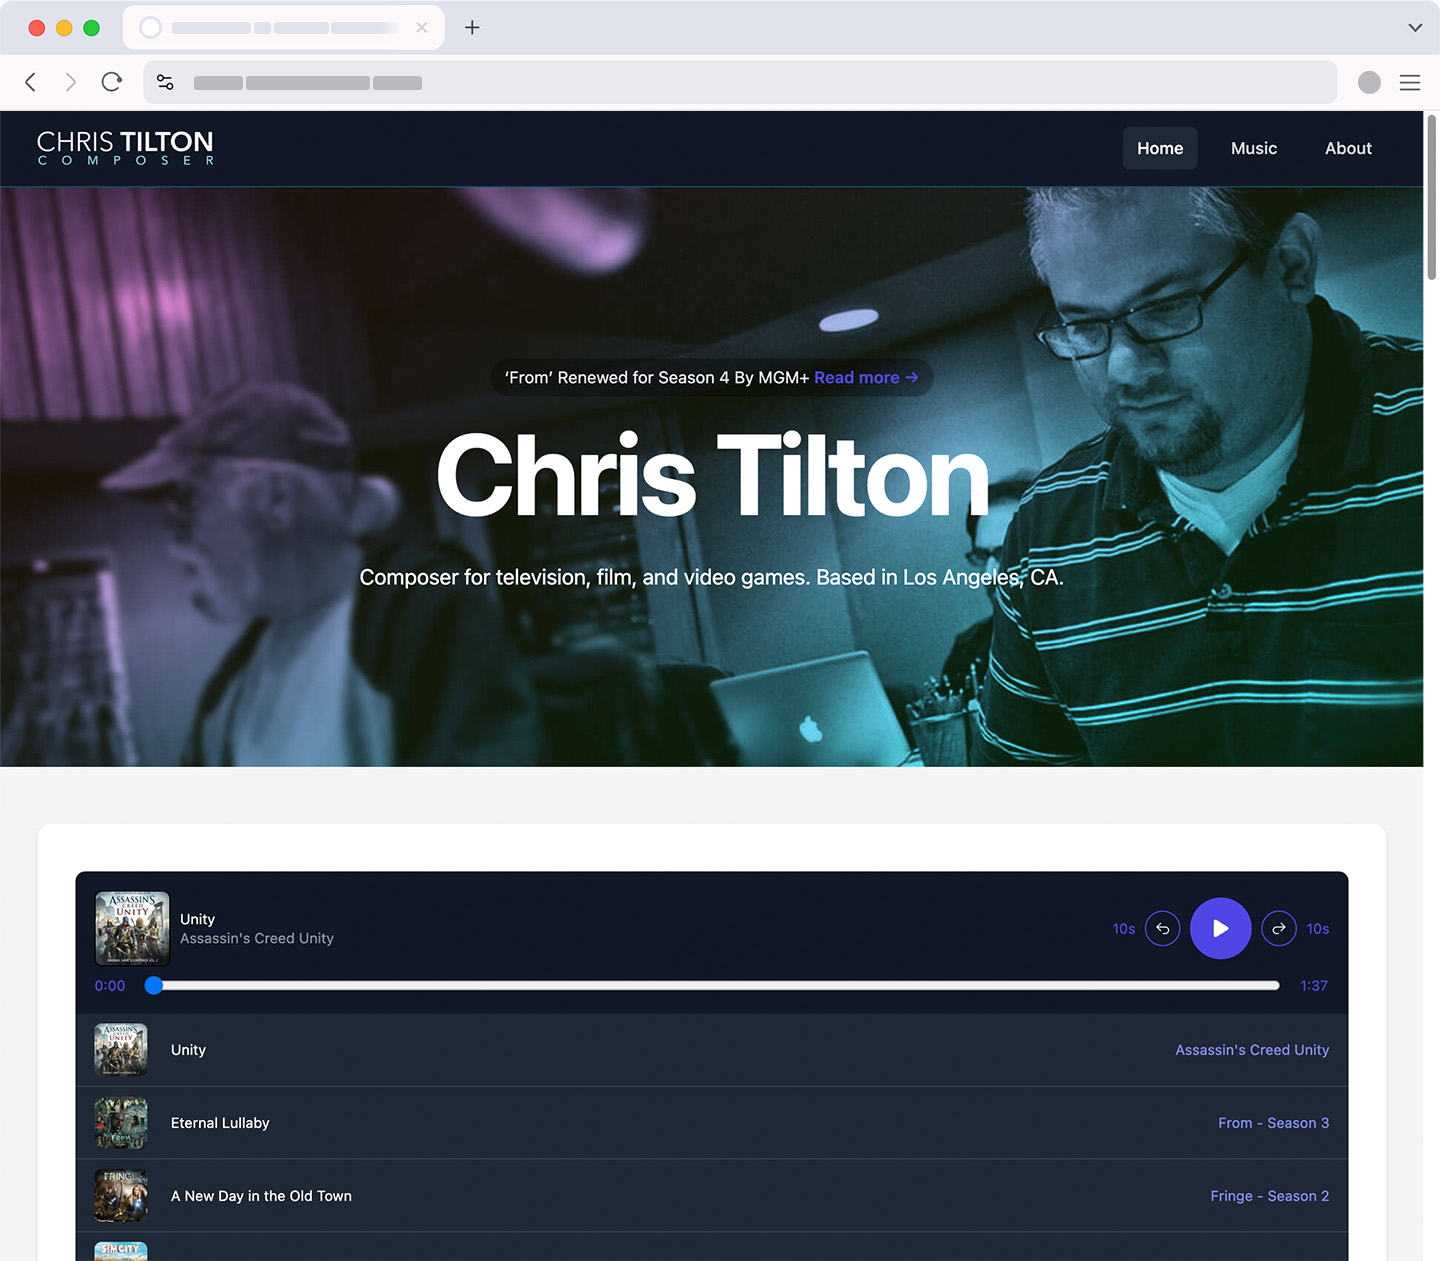 CHRIS TILTON
COMPOSER
Home
Music
About
‘From’ Renewed for Season 4 By MGM+ Read more →
Chris Tilton
Composer for television, film, and video games. Based in Los Angeles, CA.
ASSASSIN'S
CREED
UNITY
Unity
Assassin's Creed Unity
10s
10s
0:00
1:37
ASSASSIN'S
CREED
UNITY
Unity
Assassin's Creed Unity
FROM
Eternal Lullaby
From - Season 3
FRINGE
A New Day in the Old Town
Fringe - Season 2
SIMCITY